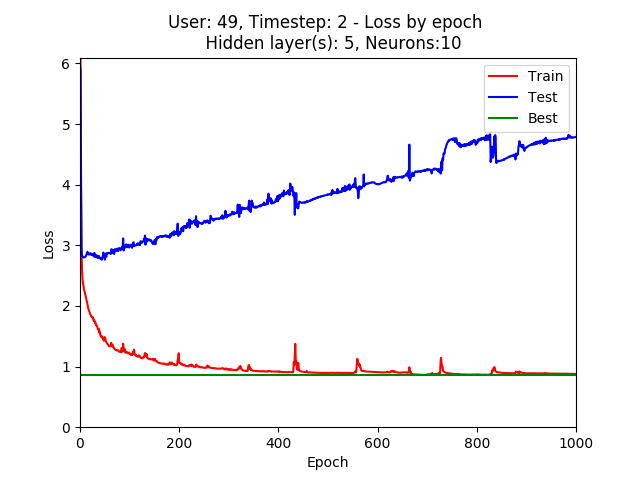 User: 49, Timestep: 2 - Loss by epoch
Hidden layer(s): 5, Neurons:10
Train
Test
Best
6
5
4
3
2
1
0
Loss
0 200 400 600 800 1000
Epoch